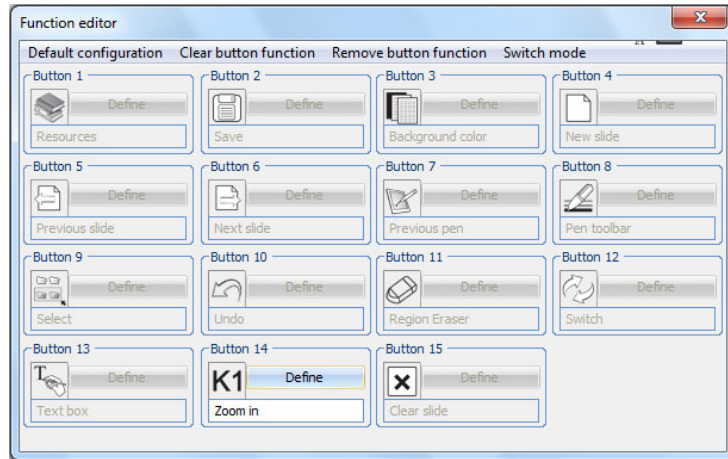 Function editor
Default configuration Clear button function Remove button function Switch mode
Button 1 Button 2 Button 3 Button 4
Define Define Define Define
Resources Save Background color New slide
Button 5 Button 6 Button 7 Button 8
Define Define Define Define
Previous slide Next slide Previous pen Pen toolbar
Button 9 Button 10 Button 11 Button 12
Define Define Define Define
Select Undo Region Eraser Switch
Button 13 Button 14 Button 15
T Define K1 Define Define
Text box Zoom in Clear slide